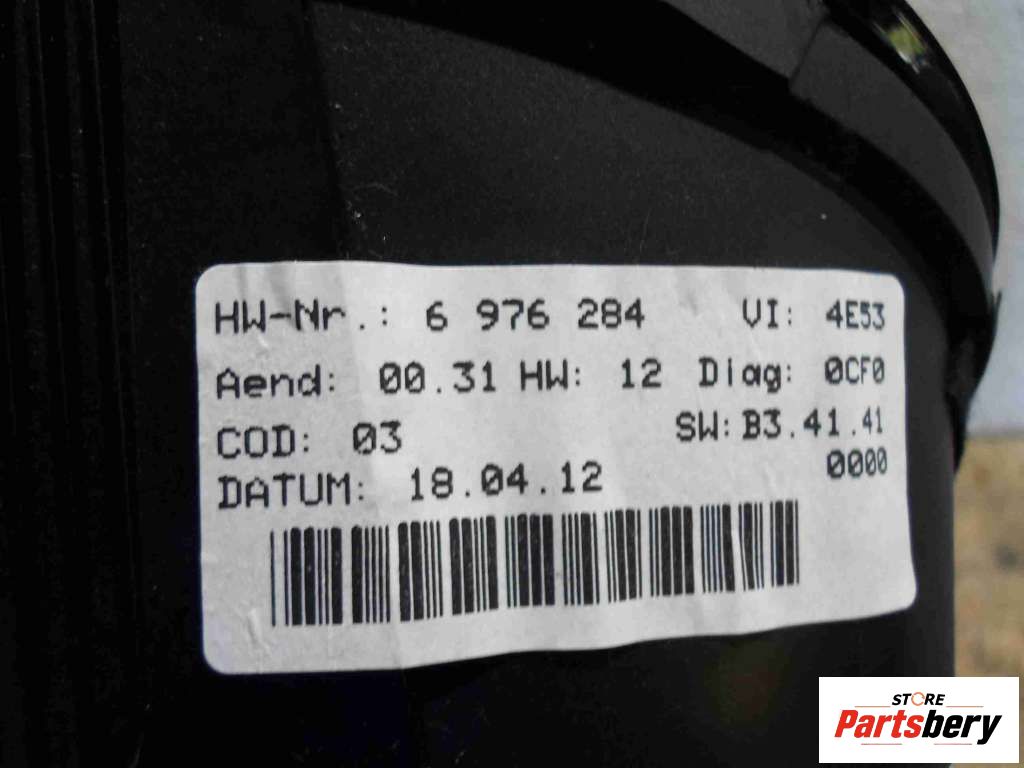 HW-Nr.: 6 976 284 VI: 4E53
Aend: 00.31 HW: 12 Diag: 0CF0
COD: 03 SW: B3.41.41
0000
DATUM: 18.04.12
STORE
Partsbery